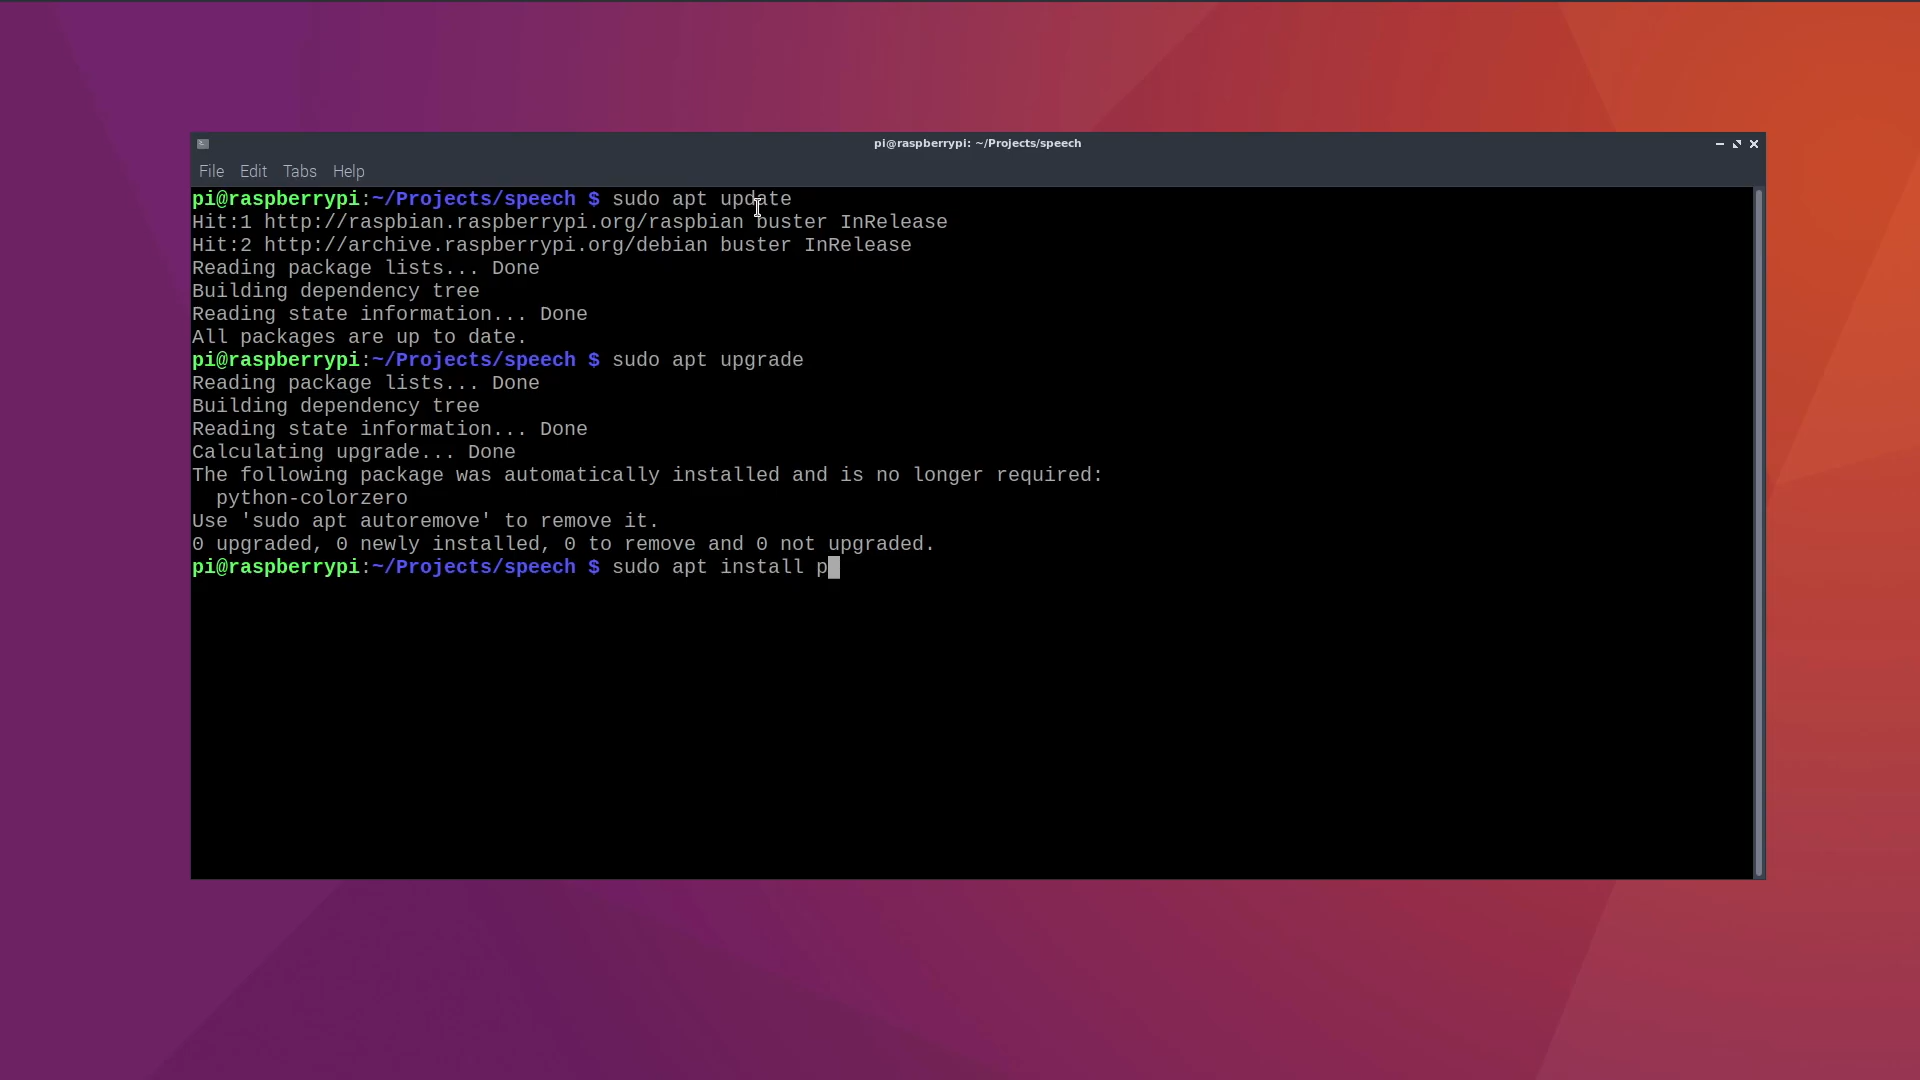 pi@raspberrypi: ~/Projects/speech
File Edit Tabs Help
pi@raspberrypi:~/Projects/speech $ sudo apt update
Hit:1 http://raspbian.raspberrypi.org/raspbian buster InRelease
Hit:2 http://archive.raspberrypi.org/debian buster InRelease
Reading package lists... Done
Building dependency tree
Reading state information... Done
All packages are up to date.
pi@raspberrypi:~/Projects/speech $ sudo apt upgrade
Reading package lists... Done
Building dependency tree
Reading state information... Done
Calculating upgrade... Done
The following package was automatically installed and is no longer required:
  python-colorzero
Use 'sudo apt autoremove' to remove it.
0 upgraded, 0 newly installed, 0 to remove and 0 not upgraded.
pi@raspberrypi:~/Projects/speech $ sudo apt install p